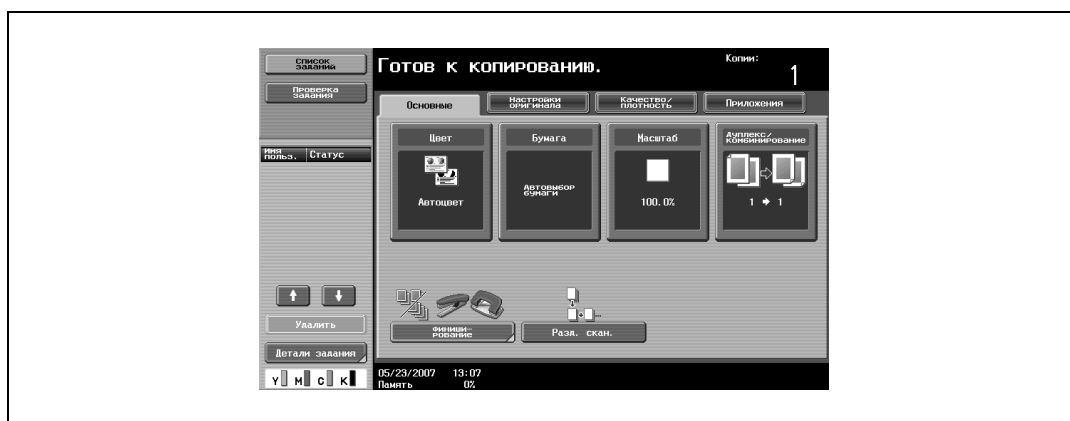 Список
заданий
Проверка
задания
Имя
польз.
Статус
Удалить
Детали задания
Y M C K
Готов к копированию.
Копии:
1
Основные
Настройки
оригинала
Качество/
плотность
Приложения
Цвет
Автоцвет
Бумага
Автовыбор
бумаги
Масштаб
100.0%
Дуплекс/
комбинирование
1 → 1
Финиши-
рование
Разд. скан.
05/23/2007 13:07
Память 0%